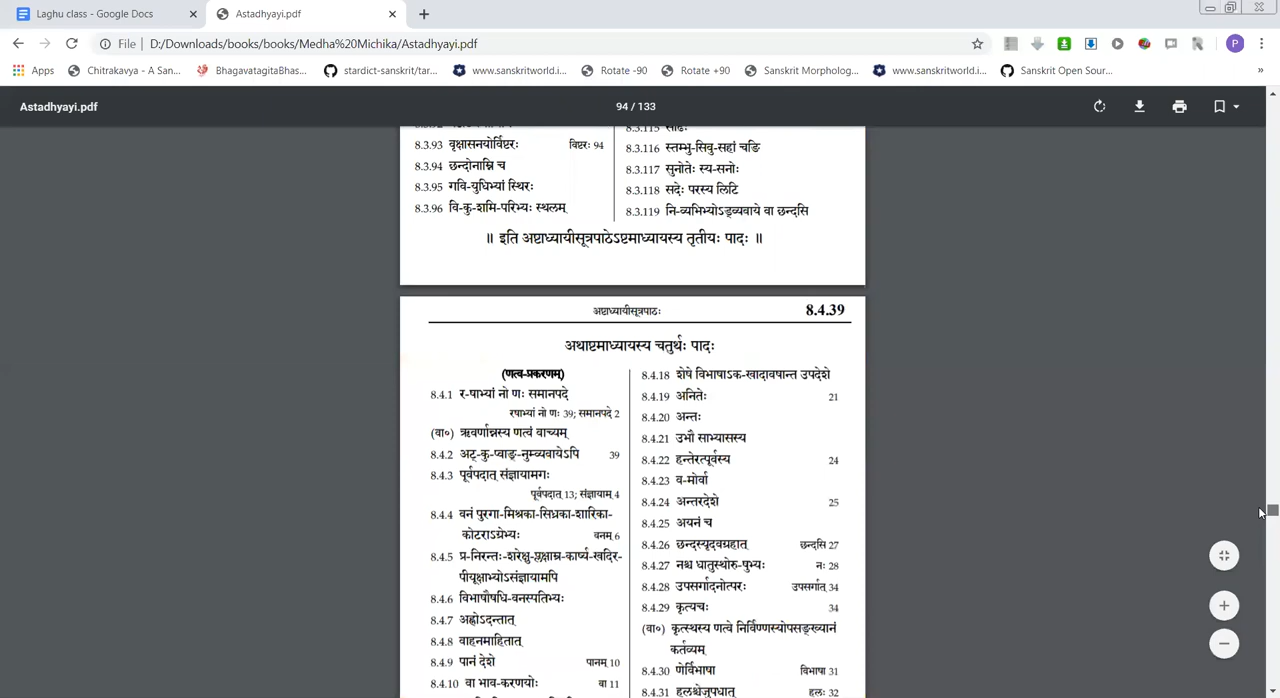 Laghu class - Google Docs
Astadhyayi.pdf
File D:/Downloads/books/books/Medha%20Michika/Astadhyayi.pdf
P
Apps Chitrakavya - A San... BhagavatagitaBhas... stardict-sanskrit/tar... www.sanskritworld.i... Rotate -90 Rotate +90 Sanskrit Morpholog... www.sanskritworld.i... Sanskrit Open Sour... »
Astadhyayi.pdf 94 / 133
8.3.93 वृक्षासनयोर्विष्टरः विष्टरः 94
8.3.94 छन्दोनाम्नि च
8.3.95 गवि-युधिभ्यां स्थिरः
8.3.96 वि-कु-शमि-परिभ्यः स्थलम्
8.3.115 सोढः
8.3.116 स्तम्भु-सिवु-सहां चङि
8.3.117 सुनोतेः स्य-सनोः
8.3.118 सदेः परस्य लिटि
8.3.119 नि-व्यभिभ्योऽड्व्यवाये वा छन्दसि
॥ इति अष्टाध्यायीसूत्रपाठेऽष्टमाध्यायस्य तृतीयः पादः ॥
अष्टाध्यायीसूत्रपाठः 8.4.39
अथाष्टमाध्यायस्य चतुर्थः पादः
(णत्व-प्रकरणम्)
8.4.1 र-षाभ्यां नो णः समानपदे
रषाभ्यां नो णः 39; समानपदे 2
(वा०) ऋवर्णान्नस्य णत्वं वाच्यम्
8.4.2 अट्-कु-प्वाङ्-नुम्व्यवायेऽपि 39
8.4.3 पूर्वपदात् संज्ञायामगः
पूर्वपदात् 13; संज्ञायाम् 4
8.4.4 वनं पुरगा-मिश्रका-सिध्रका-शारिका-
कोटराऽग्रेभ्यः वनम् 6
8.4.5 प्र-निरन्तः-शरेक्षु-प्लक्षाम्र-कार्ष्य-खदिर-
पीयूक्षाभ्योऽसंज्ञायामपि
8.4.6 विभाषौषधि-वनस्पतिभ्यः
8.4.7 अह्नोऽदन्तात्
8.4.8 वाहनमाहितात्
8.4.9 पानं देशे पानम् 10
8.4.10 वा भाव-करणयोः वा 11
8.4.18 शेषे विभाषाऽक-खादावषान्त उपदेशे
8.4.19 अनितेः 21
8.4.20 अन्तः
8.4.21 उभौ साभ्यासस्य
8.4.22 हन्तेरत्पूर्वस्य 24
8.4.23 व-मोर्वा
8.4.24 अन्तरदेशे 25
8.4.25 अयनं च
8.4.26 छन्दस्यृदवग्रहात् छन्दसि 27
8.4.27 नश्च धातुस्थोरु-षुभ्यः नः 28
8.4.28 उपसर्गादनोत्परः उपसर्गात् 34
8.4.29 कृत्यचः 34
(वा०) कृत्स्थस्य णत्वे निर्विण्णस्योपसङ्ख्यानं
कर्तव्यम्
8.4.30 णेर्विभाषा विभाषा 31
8.4.31 हलश्चेजुपधात् हलः 32